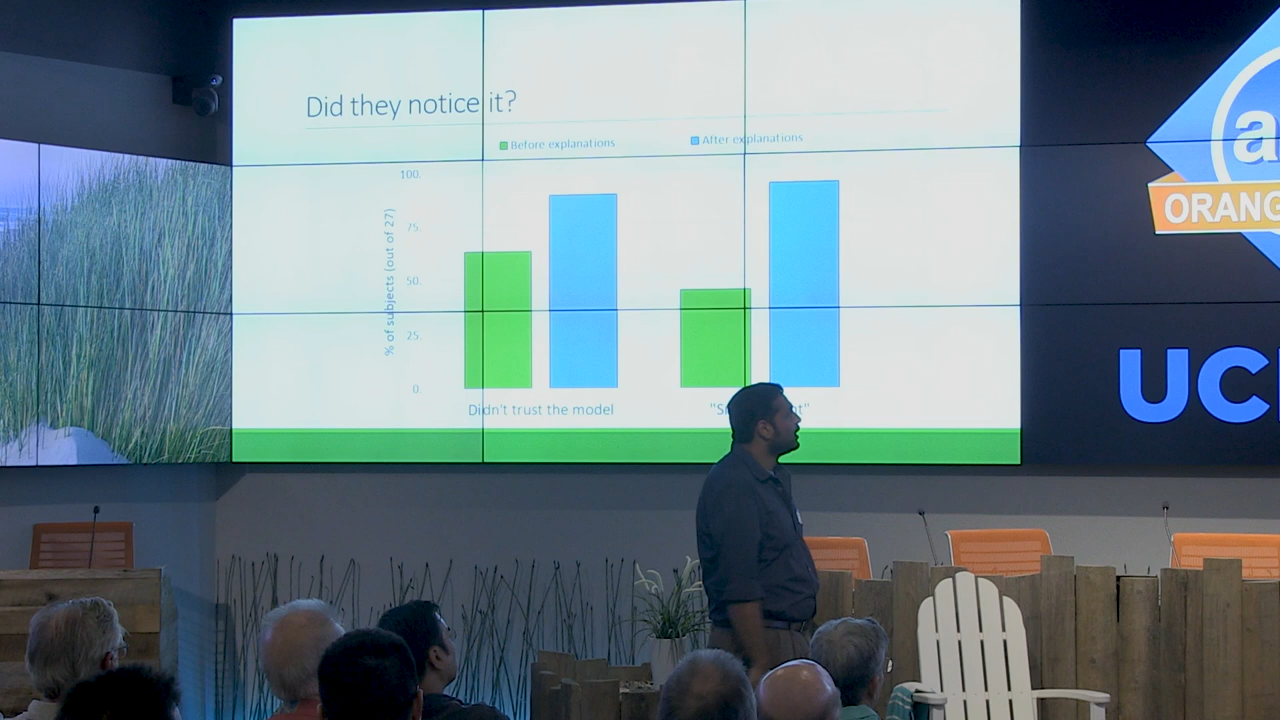 Did they notice it?
Before explanations
After explanations
100.
75.
50.
25.
0.
% of subjects (out of 27)
Didn't trust the model
a
ORANG
UC